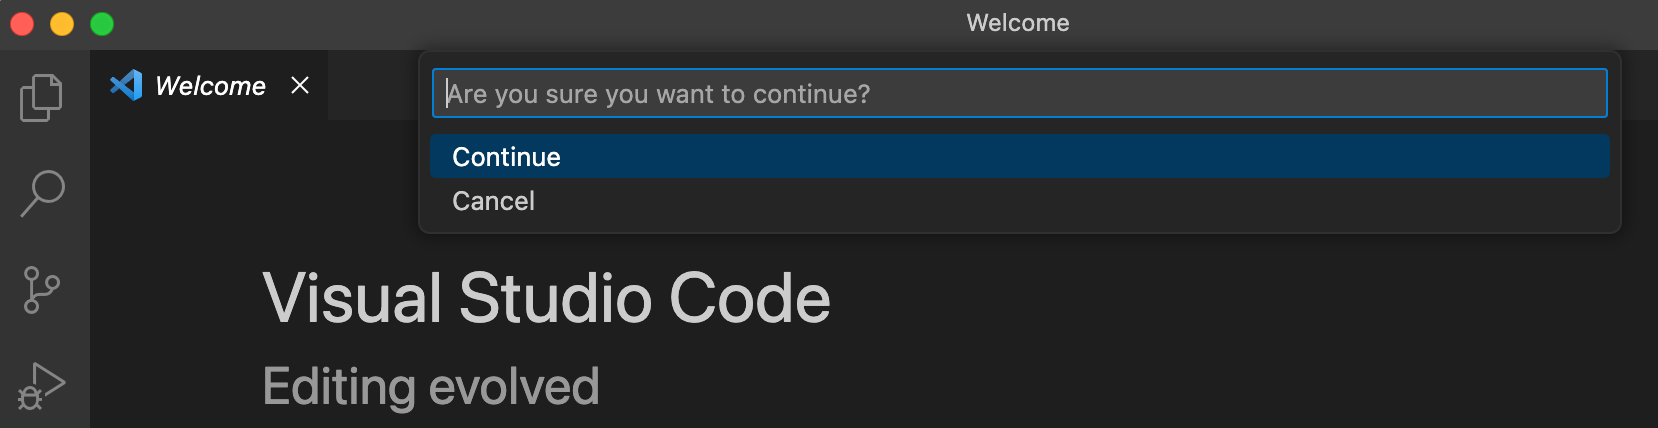 Welcome
Welcome
Are you sure you want to continue?
Continue
Cancel
Visual Studio Code
Editing evolved